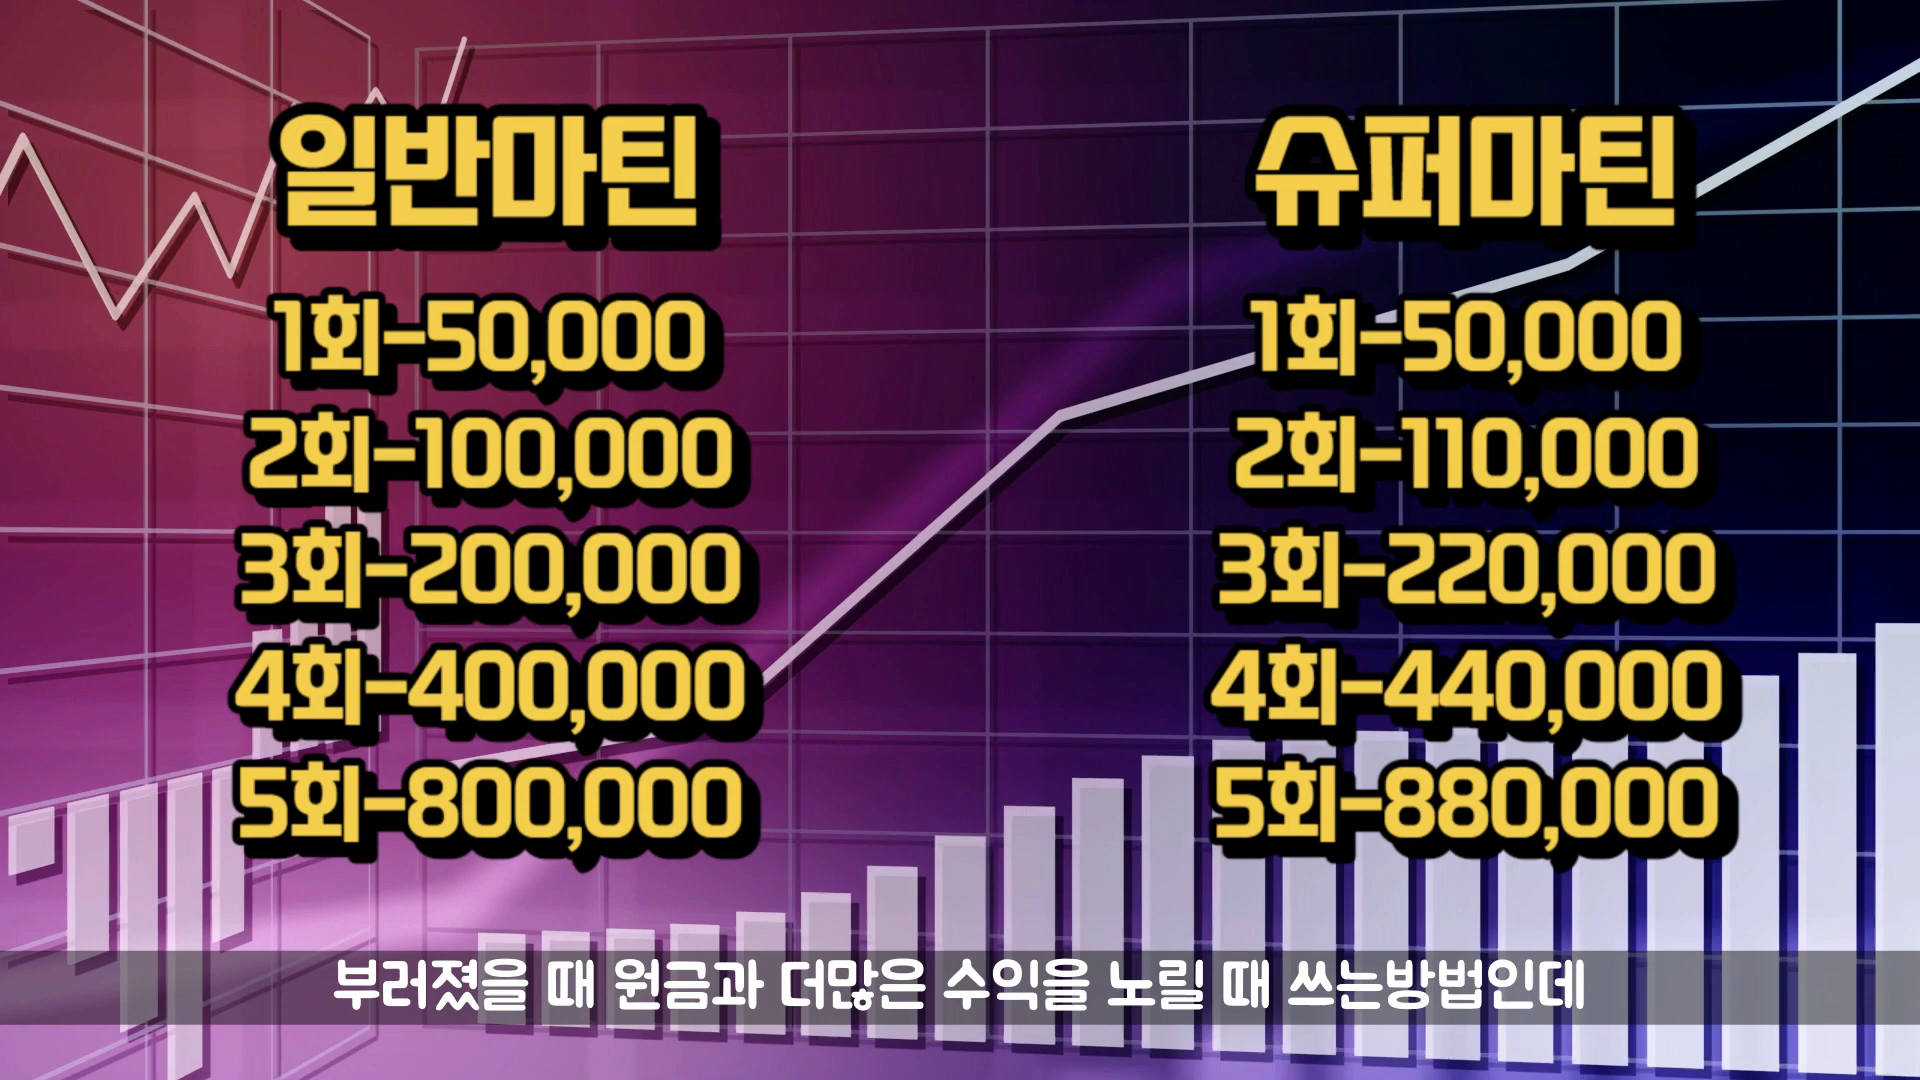 일반마틴
1회-50,000
2회-100,000
3회-200,000
4회-400,000
5회-800,000
슈퍼마틴
1회-50,000
2회-110,000
3회-220,000
4회-440,000
5회-880,000
부러졌을 때 원금과 더많은 수익을 노릴 때 쓰는방법인데